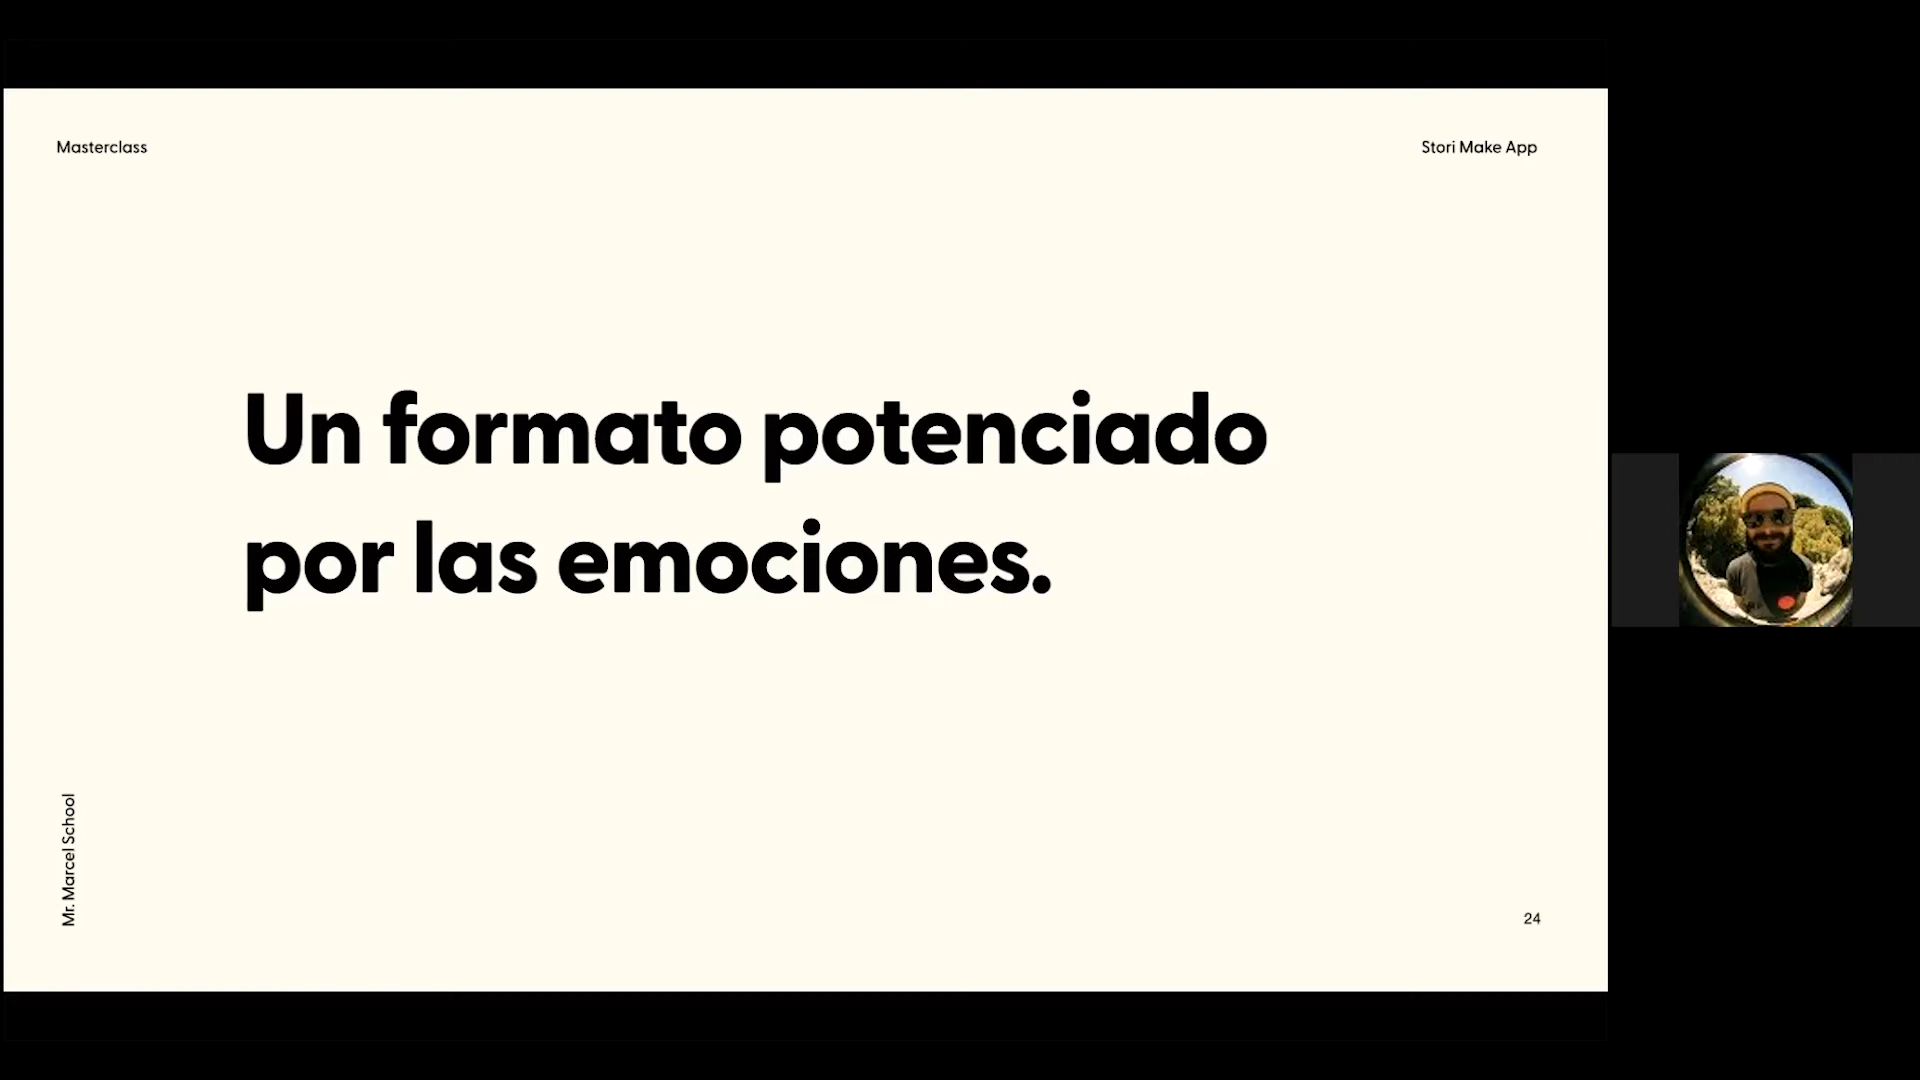 Masterclass
Stori Make App
Un formato potenciado
por las emociones.
Mr. Marcel School
24